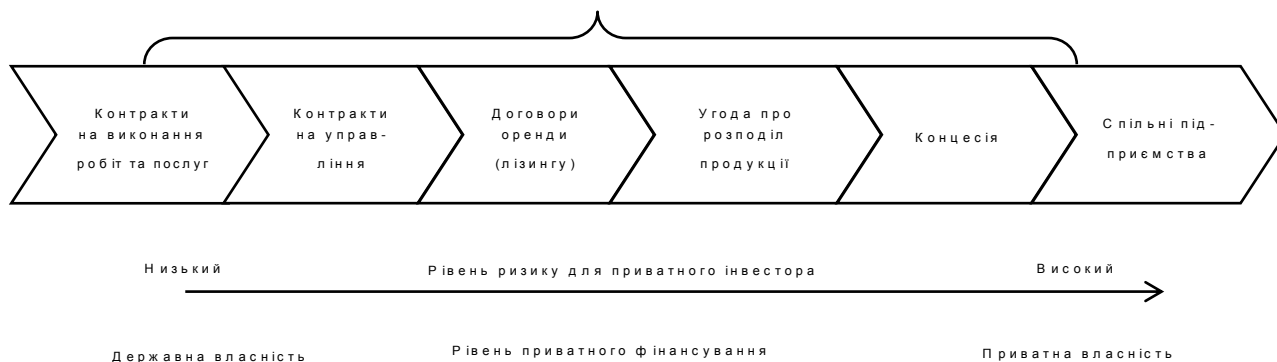 Контракти
на виконання
робіт та послуг
Контракти
на управ-
ління
Договори
оренди
(лізингу)
Угода про
розподіл
продукції
Концесія
Спільні під-
приємства
Низький
Рівень ризику для приватного інвестора
Високий
Державна власність
Рівень приватного фінансування
Приватна власність